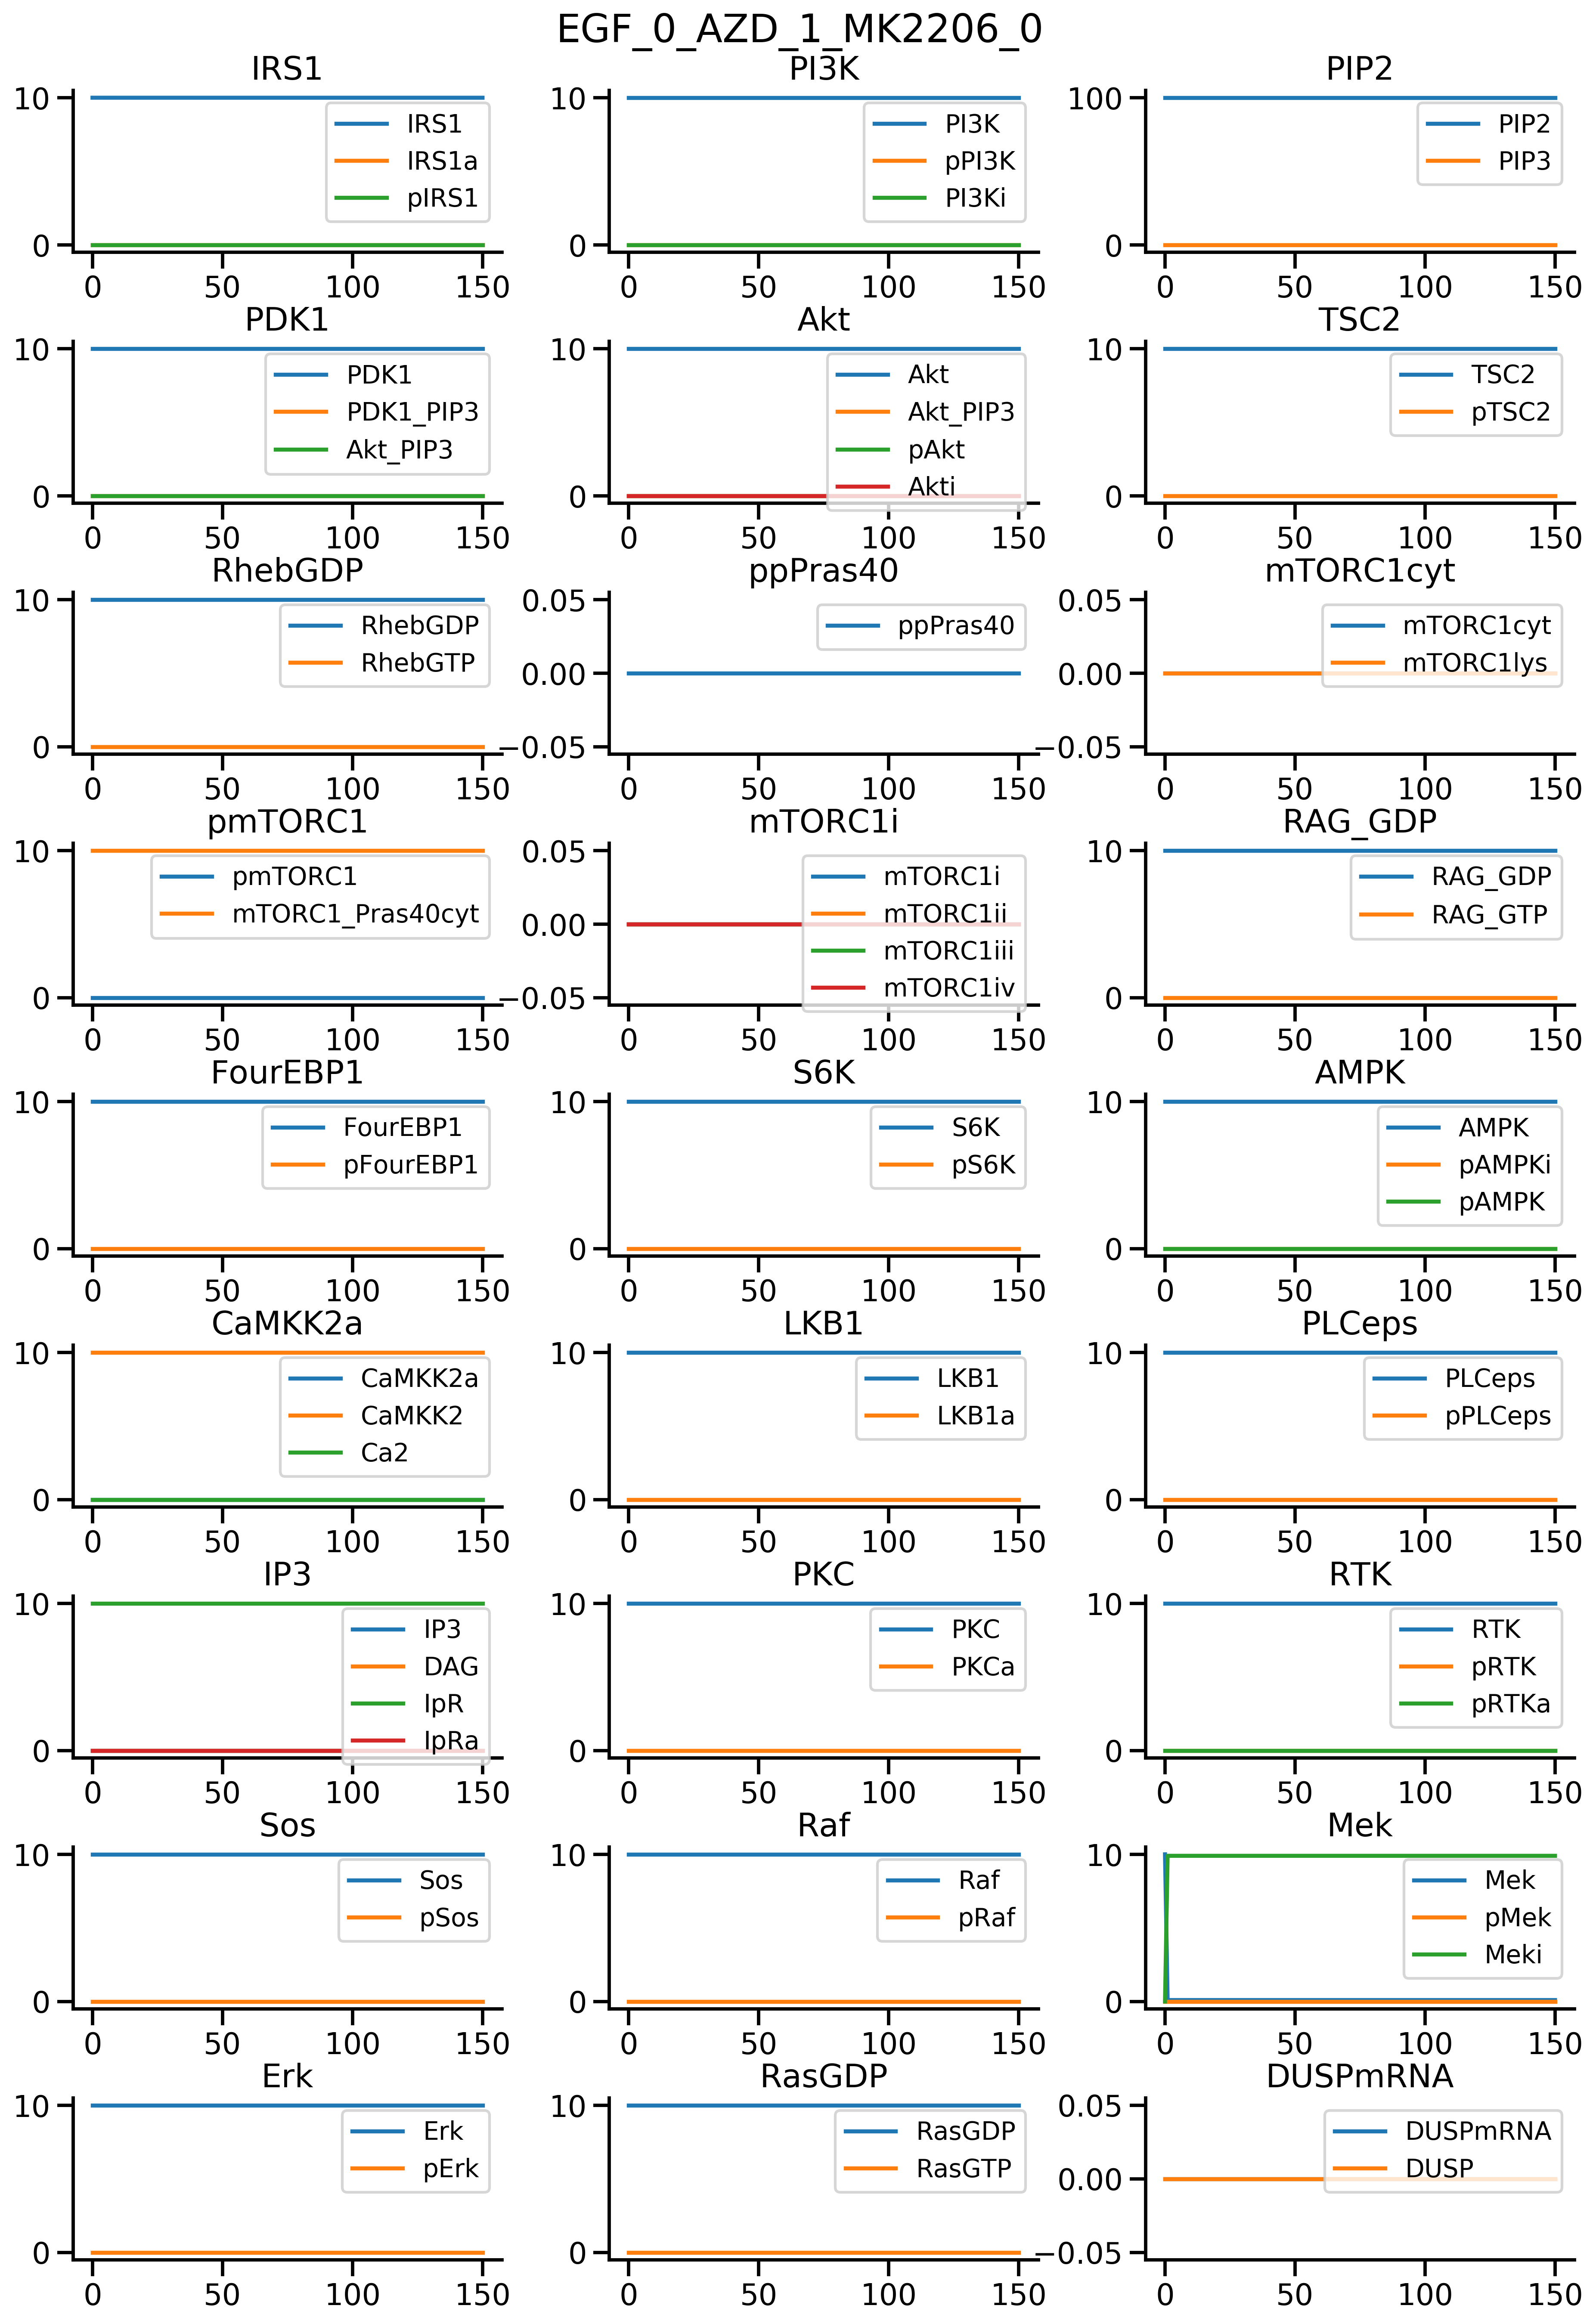 EGF_0_AZD_1_MK2206_0
IRS1
10
0
0 50 100 150
IRS1
IRS1a
pIRS1
PI3K
10
0
0 50 100 150
PI3K
pPI3K
PI3Ki
PIP2
100
0
0 50 100 150
PIP2
PIP3
PDK1
10
0
0 50 100 150
PDK1
PDK1_PIP3
Akt_PIP3
Akt
10
0
0 50 100 150
Akt
Akt_PIP3
pAkt
Akti
TSC2
10
0
0 50 100 150
TSC2
pTSC2
RhebGDP
10
0
0 50 100 150
RhebGDP
RhebGTP
ppPras40
0.05
0.00
−0.05
0 50 100 150
ppPras40
mTORC1cyt
0.05
0.00
−0.05
0 50 100 150
mTORC1cyt
mTORC1lys
pmTORC1
10
0
0 50 100 150
pmTORC1
mTORC1_Pras40cyt
mTORC1i
0.05
0.00
−0.05
0 50 100 150
mTORC1i
mTORC1ii
mTORC1iii
mTORC1iv
RAG_GDP
10
0
0 50 100 150
RAG_GDP
RAG_GTP
FourEBP1
10
0
0 50 100 150
FourEBP1
pFourEBP1
S6K
10
0
0 50 100 150
S6K
pS6K
AMPK
10
0
0 50 100 150
AMPK
pAMPKi
pAMPK
CaMKK2a
10
0
0 50 100 150
CaMKK2a
CaMKK2
Ca2
LKB1
10
0
0 50 100 150
LKB1
LKB1a
PLCeps
10
0
0 50 100 150
PLCeps
pPLCeps
IP3
10
0
0 50 100 150
IP3
DAG
IpR
IpRa
PKC
10
0
0 50 100 150
PKC
PKCa
RTK
10
0
0 50 100 150
RTK
pRTK
pRTKa
Sos
10
0
0 50 100 150
Sos
pSos
Raf
10
0
0 50 100 150
Raf
pRaf
Mek
10
0
0 50 100 150
Mek
pMek
Meki
Erk
10
0
0 50 100 150
Erk
pErk
RasGDP
10
0
0 50 100 150
RasGDP
RasGTP
DUSPmRNA
0.05
0.00
−0.05
0 50 100 150
DUSPmRNA
DUSP